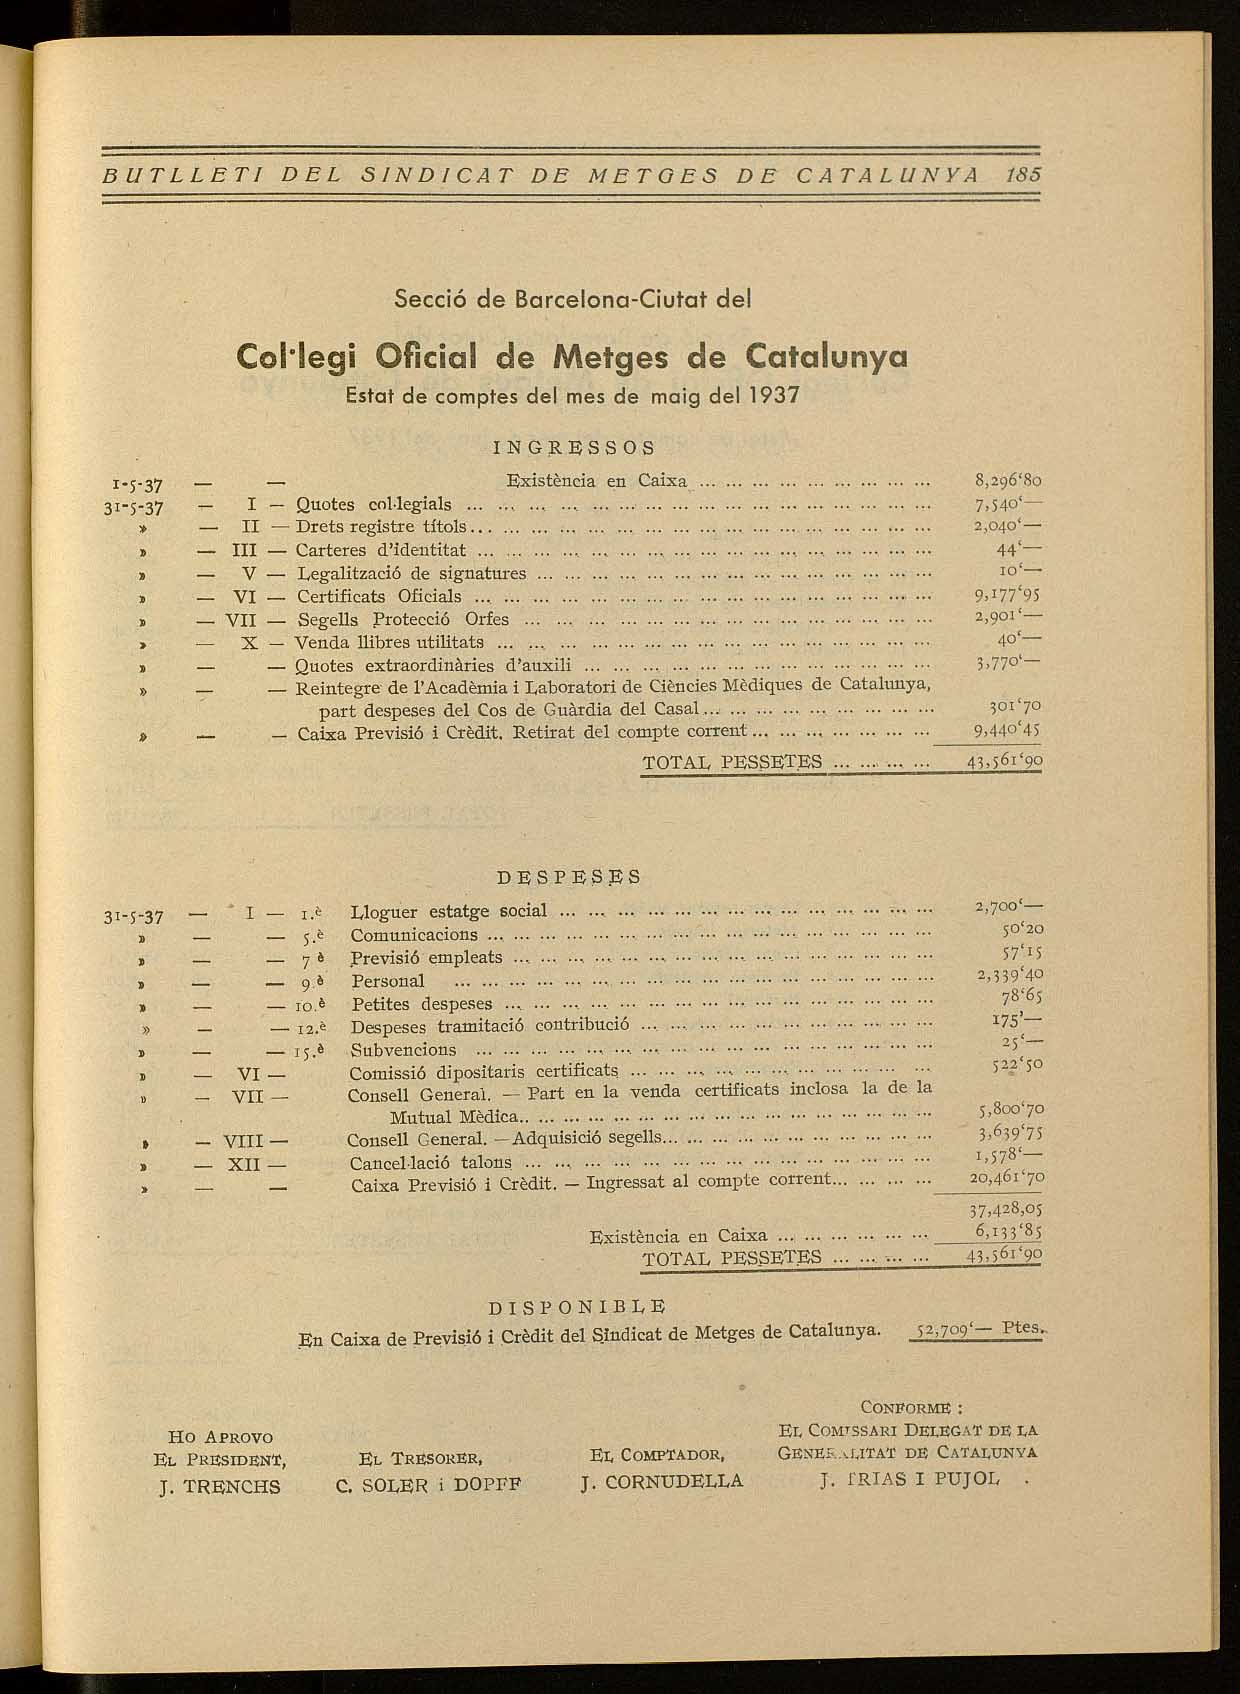 BUTLLETI DEL SINDICAT DE METGES DE CATALUNYA 185
Secció de Barcelona-Ciutat del
Col·legi Oficial de Metges de Catalunya
Estat de comptes del mes de maig del 1937
INGRESSOS
1-5-37 — — Existència en Caixa ... ... ... ... ... ... ... ... ... 8,296‘80
31-5-37 — I — Quotes col·legials ... ... ... ... ... ... ... ... ... 7,540‘—
» — II — Drets registre títols... ... ... ... ... ... ... ... ... 2,040‘—
» — III — Carteres d’identitat ... ... ... ... ... ... ... ... ... 44‘—
» — V — Legalització de signatures ... ... ... ... ... ... ... ... 10‘—
» — VI — Certificats Oficials ... ... ... ... ... ... ... ... ... 9,177‘95
» — VII — Segells Protecció Orfes ... ... ... ... ... ... ... ... 2,901‘—
» — X — Venda llibres utilitats ... ... ... ... ... ... ... ... 40‘—
» — — Quotes extraordinàries d’auxili ... ... ... ... ... ... ... 3,770‘—
» — — Reintegre de l’Acadèmia i Laboratori de Ciències Mèdiques de Catalunya,
part despeses del Cos de Guàrdia del Casal... ... ... ... ... ... ... ... ... 301‘70
» — — Caixa Previsió i Crèdit. Retirat del compte corrent ... ... ... ... ... ... ... 9,440‘45
TOTAL PESSETES ... ... ... ... 43,561‘90
DESPESES
31-5-37 — I — 1.è Lloguer estatge social ... ... ... ... ... ... ... ... 2,700‘—
» — — 5.è Comunicacions ... ... ... ... ... ... ... ... ... 50‘20
» — — 7 è Previsió empleats ... ... ... ... ... ... ... ... ... 57‘15
» — — 9.è Personal ... ... ... ... ... ... ... ... ... 2,339‘40
» — — 10.è Petites despeses ... ... ... ... ... ... ... ... ... 78‘65
» — — 12.è Despeses tramitació contribució ... ... ... ... ... ... ... 175’—
» — — 15.è Subvencions ... ... ... ... ... ... ... ... ... 25‘—
» — VI — Comissió dipositaris certificats ... ... ... ... ... ... ... 522‘50
» — VII — Consell General. — Part en la venda certificats inclosa la de la
Mutual Mèdica.. ... ... ... ... ... ... ... ... ... 5,800‘70
» — VIII — Consell General. — Adquisició segells... ... ... ... ... ... ... 3,639‘75
» — XII — Cancel·lació talons ... ... ... ... ... ... ... ... ... 1,578‘—
» — — Caixa Previsió i Crèdit. — Ingressat al compte corrent... ... ... ... 20,461‘70
37,428,05
Existència en Caixa ... ... ... ... ... ... 6,133‘85
TOTAL PESSETES ... ... ... ... 43,561‘90
DISPONIBLE
En Caixa de Previsió i Crèdit del Sindicat de Metges de Catalunya. 52,709‘— Ptes.
Ho Aprovo
El President,
J. TRENCHS
El Tresorer,
C. SOLER i DOPFF
El Comptador,
J. CORNUDELLA
Conforme :
El Comissari Delegat de la
Generalitat de Catalunya
J. TRIAS I PUJOL